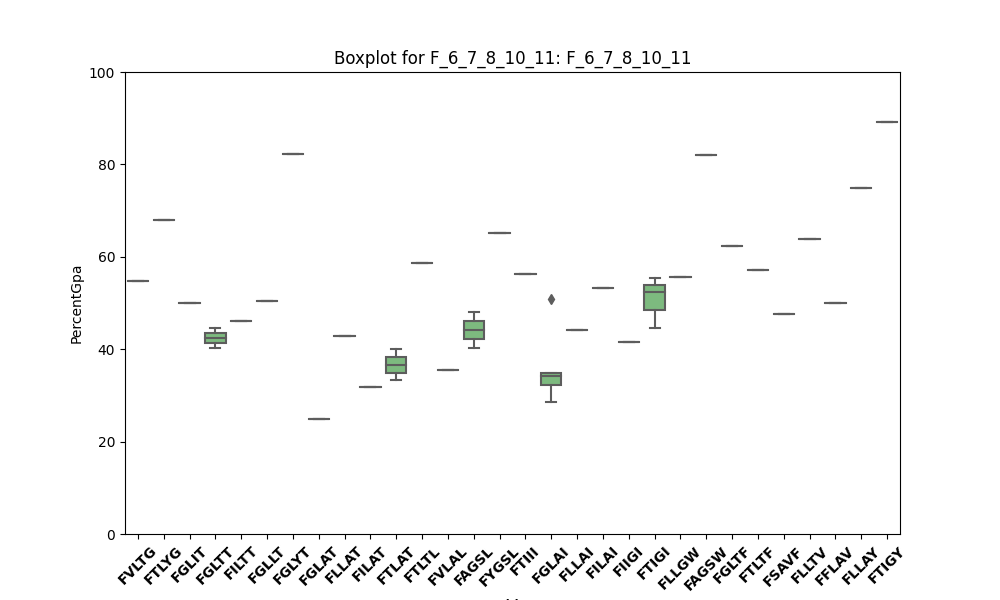 Boxplot for F_6_7_8_10_11: F_6_7_8_10_11
100
80
60
40
20
0
PercentGpa
FVLTG FTLYG FGLIT FGLTT FILTT FGLLT FGLYT FGLAT FLLAT FILAT FTLAT FTLTL FVLAL FAGSL FYGSL FTIII FGLAI FLLAI FILAI FIIGI FTIGI FLLGW FAGSW FGLTF FTLTF FSAVF FLLTV FFLAV FLLAY FTIGY